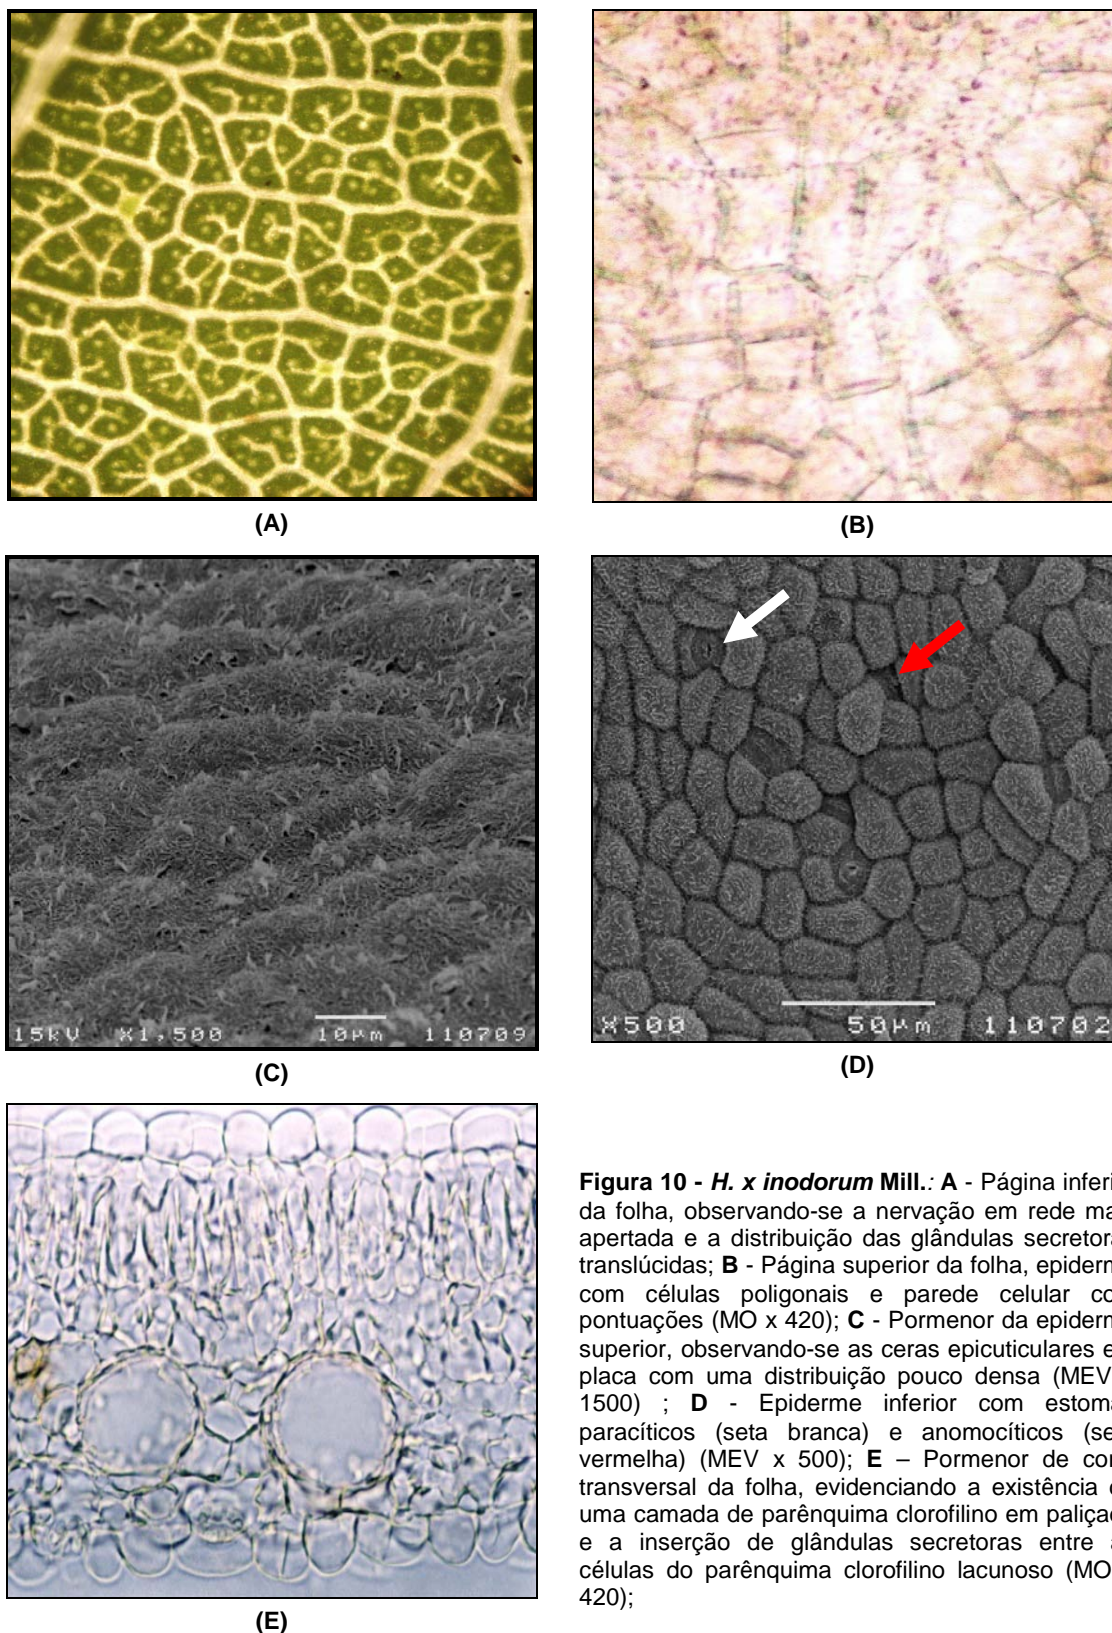 (A)
(B)
15kV X1,500 10µm 110709
(C)
X500 50µm 110702
(D)
(E)
Figura 10 - H. x inodorum Mill.: A - Página inferi
da folha, observando-se a nervação em rede ma
apertada e a distribuição das glândulas secretora
translúcidas; B - Página superior da folha, epiderm
com células poligonais e parede celular co
pontuações (MO x 420); C - Pormenor da epiderm
superior, observando-se as ceras epicuticulares e
placa com uma distribuição pouco densa (MEV
1500) ; D - Epiderme inferior com estoma
paracíticos (seta branca) e anomocíticos (se
vermelha) (MEV x 500); E – Pormenor de cor
transversal da folha, evidenciando a existência
uma camada de parênquima clorofilino em paliçad
e a inserção de glândulas secretoras entre a
células do parênquima clorofilino lacunoso (MO
420);